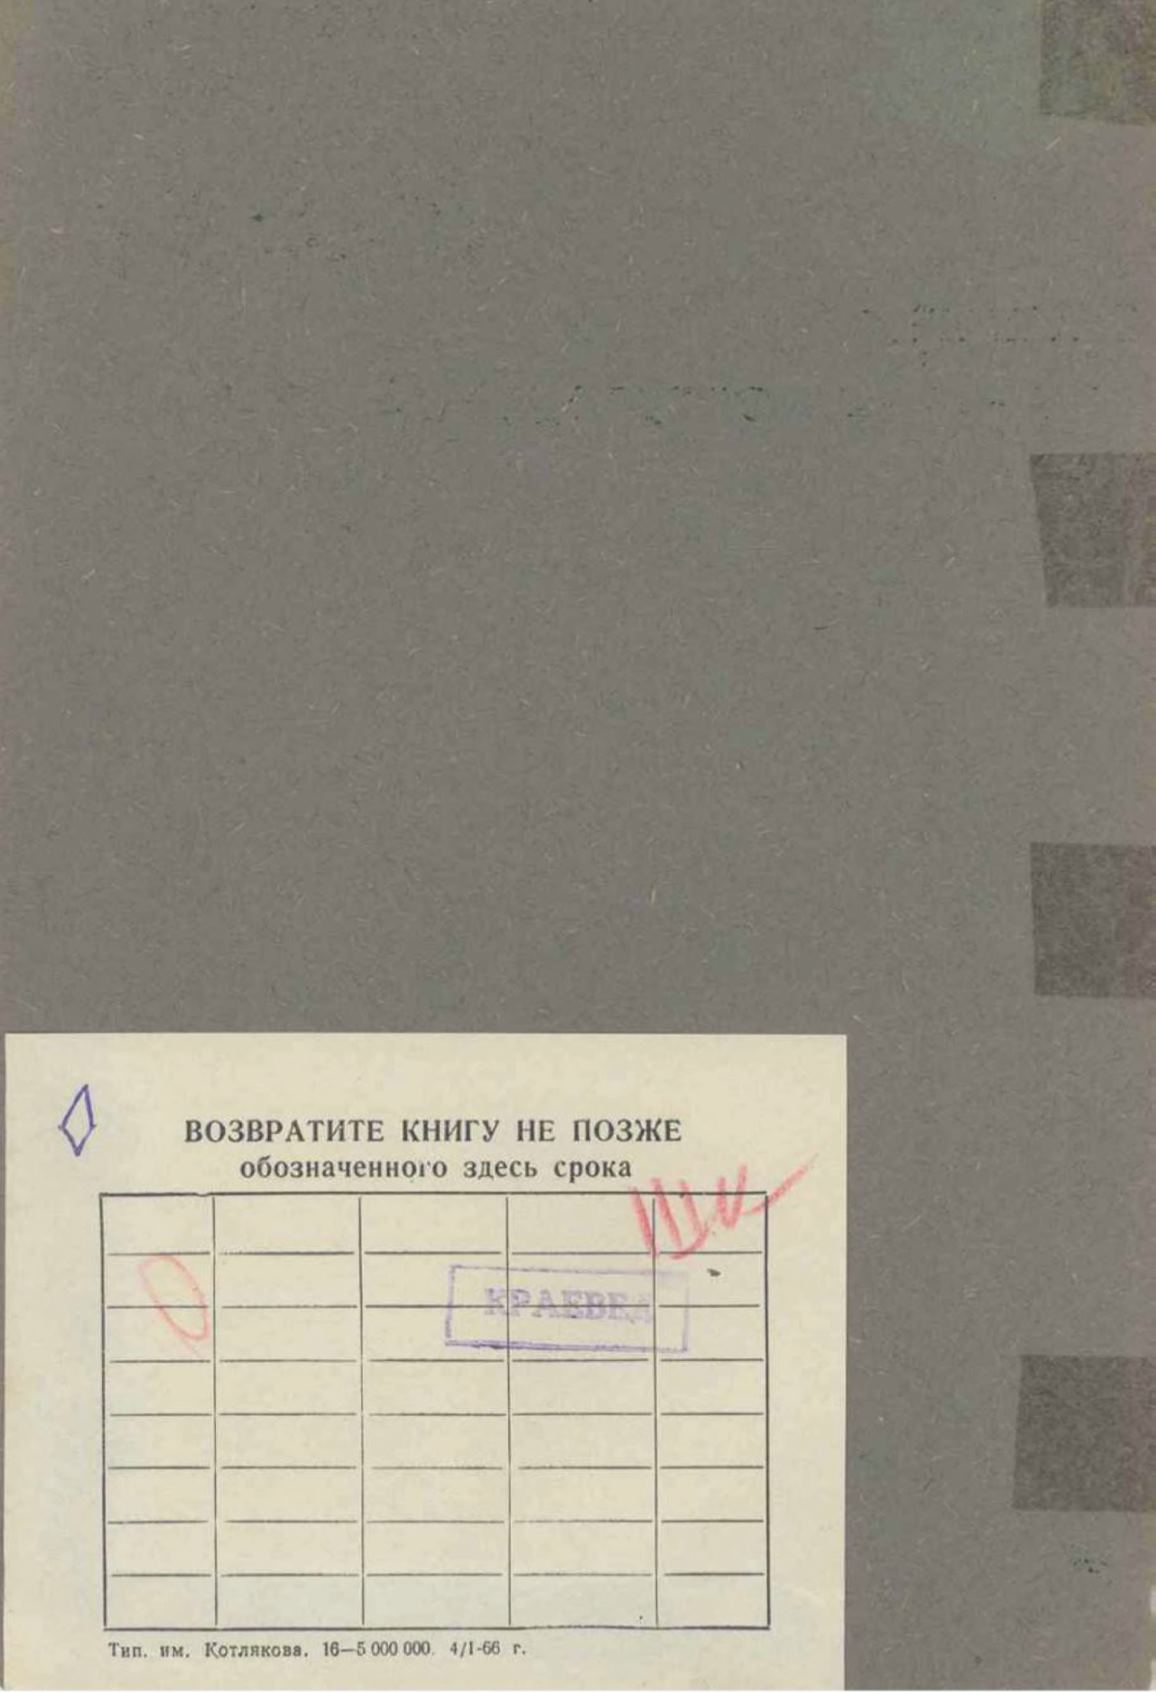 ВОЗВРАТИТЕ КНИГУ НЕ ПОЗЖЕ
обозначенного здесь срока
КРАЕВЕД
Тип. им. Котлякова. 16—5 000 000. 4/I-66 г.